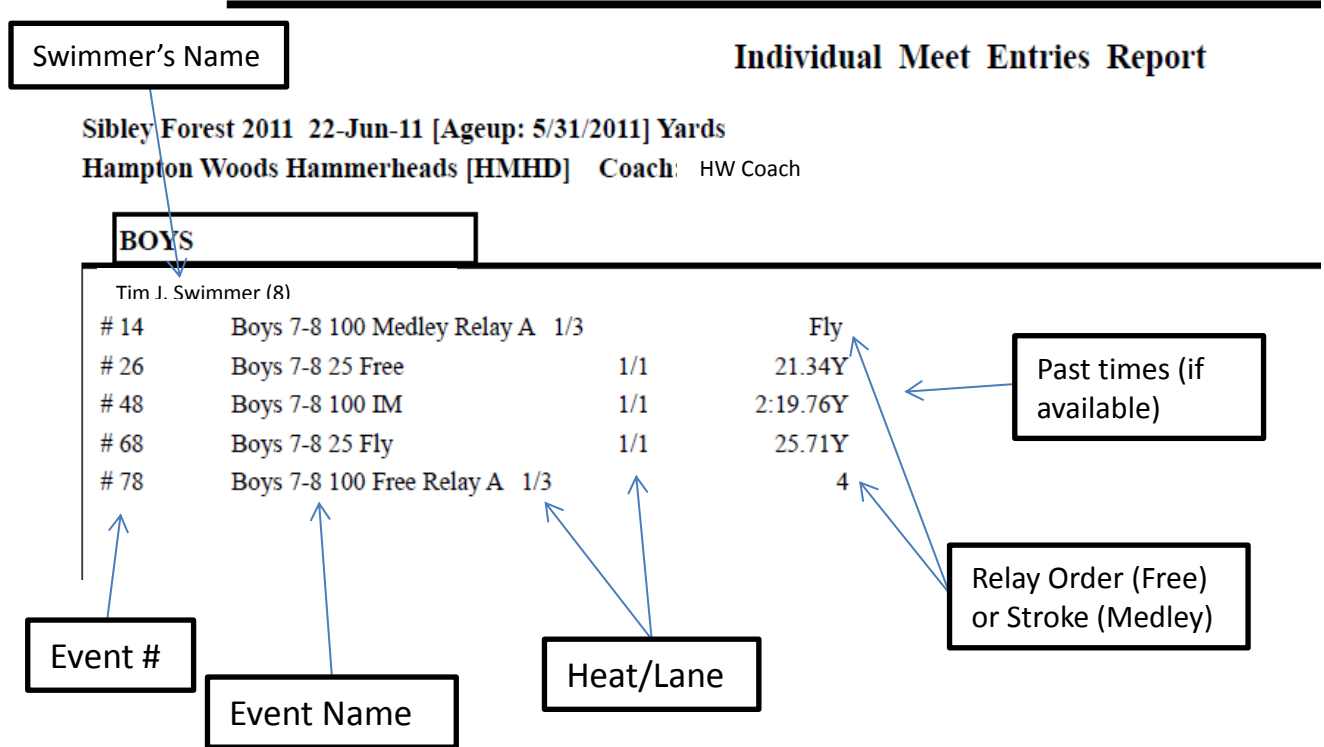 Swimmer's Name
Individual Meet Entries Report
Sibley Forest 2011 22-Jun-11 [Ageup: 5/31/2011] Yards
Hampton Woods Hammerheads [HMHD] Coach: HW Coach
BOYS
Tim J. Swimmer (8)
# 14 Boys 7-8 100 Medley Relay A 1/3 Fly
# 26 Boys 7-8 25 Free 1/1 21.34Y
# 48 Boys 7-8 100 IM 1/1 2:19.76Y
# 68 Boys 7-8 25 Fly 1/1 25.71Y
# 78 Boys 7-8 100 Free Relay A 1/3 4
Past times (if
available)
Relay Order (Free)
or Stroke (Medley)
Event #
Event Name
Heat/Lane